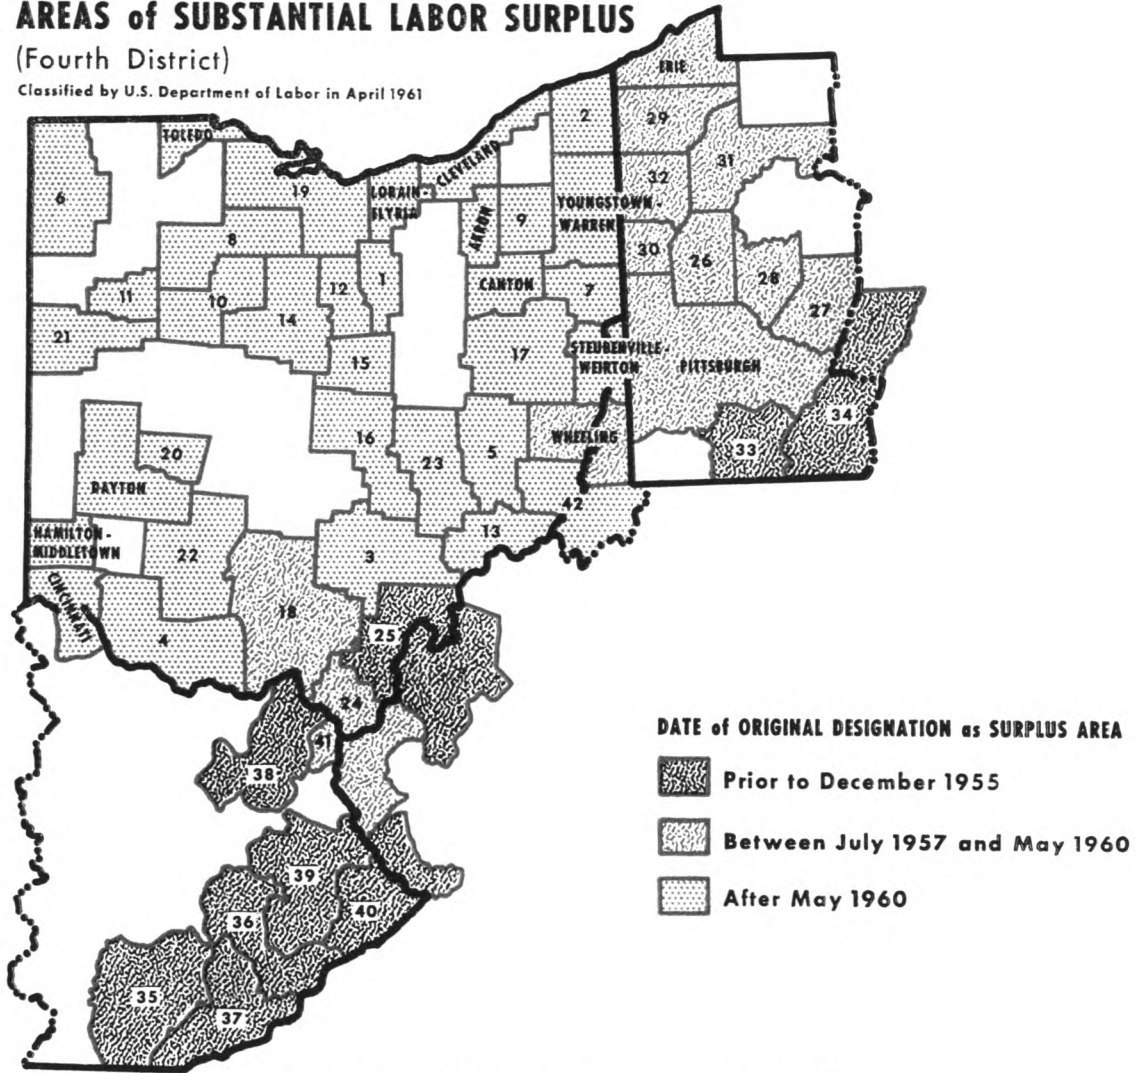 AREAS of SUBSTANTIAL LABOR SURPLUS
(Fourth District)
Classified by U.S. Department of Labor in April 1961
ERIE
2
29
TOLEDO
31
CLEVELAND
32
6
19
LORAIN-
ELYRIA
YOUNGSTOWN-
WARREN
AKRON
9
8
30
26
28
1
CANTON
7
11
10
12
27
14
21
17
STEUBENVILLE-
WEIRTON
15
PITTSBURGH
34
16
WHEELING
33
20
23
5
DAYTON
42
HAMILTON-
MIDDLETOWN
13
22
3
CINCINNATI
18
4
25
24
41
38
39
36
40
35
37
DATE of ORIGINAL DESIGNATION as SURPLUS AREA
Prior to December 1955
Between July 1957 and May 1960
After May 1960